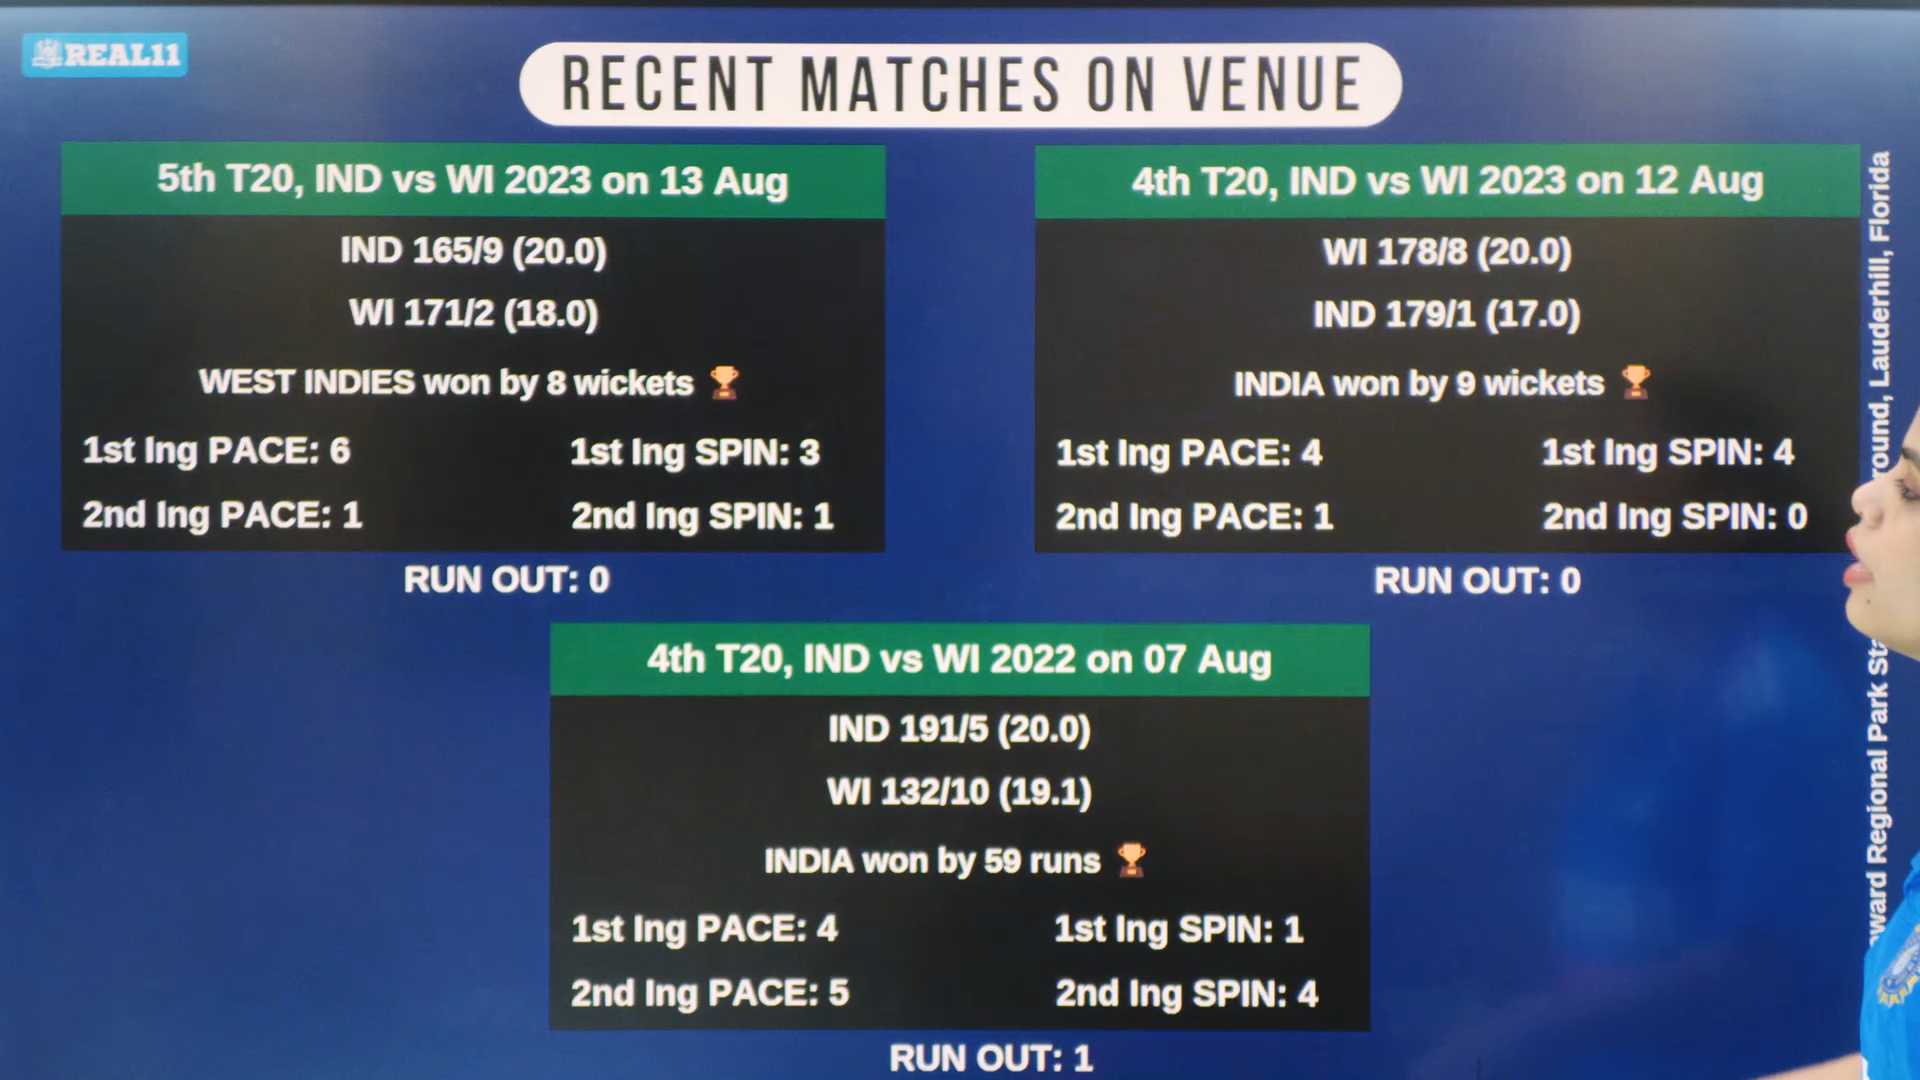 REAL11
RECENT MATCHES ON VENUE
5th T20, IND vs WI 2023 on 13 Aug
IND 165/9 (20.0)
WI 171/2 (18.0)
WEST INDIES won by 8 wickets
1st Ing PACE: 6
1st Ing SPIN: 3
2nd Ing PACE: 1
2nd Ing SPIN: 1
RUN OUT: 0
4th T20, IND vs WI 2023 on 12 Aug
WI 178/8 (20.0)
IND 179/1 (17.0)
INDIA won by 9 wickets
1st Ing PACE: 4
1st Ing SPIN: 4
2nd Ing PACE: 1
2nd Ing SPIN: 0
RUN OUT: 0
4th T20, IND vs WI 2022 on 07 Aug
IND 191/5 (20.0)
WI 132/10 (19.1)
INDIA won by 59 runs
1st Ing PACE: 4
1st Ing SPIN: 1
2nd Ing PACE: 5
2nd Ing SPIN: 4
RUN OUT: 1
Regional Park Lauderhill, Florida